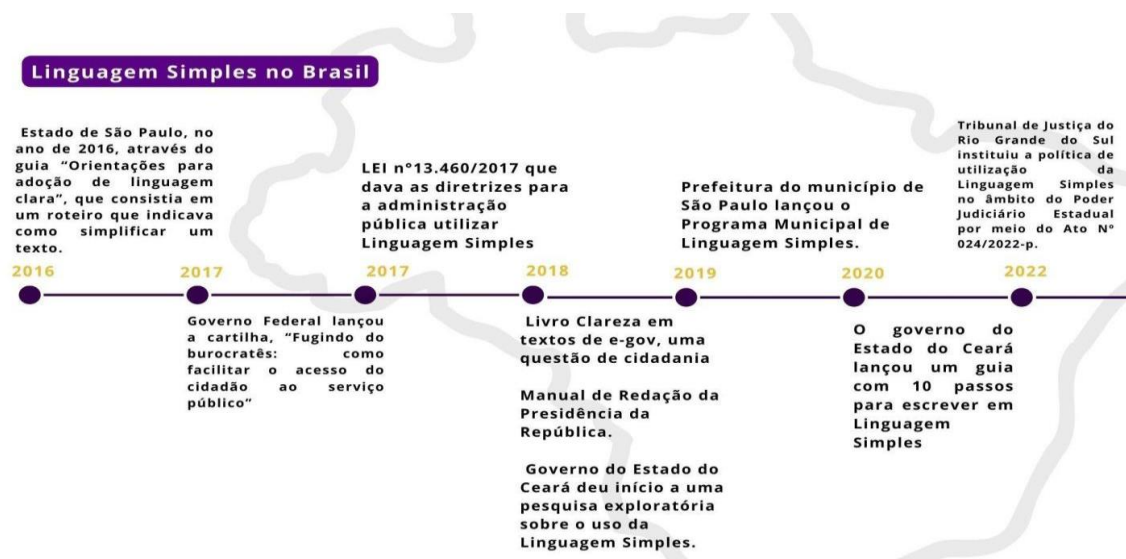 Linguagem Simples no Brasil
Estado de São Paulo, no
ano de 2016, através do
guia “Orientações para
adoção de linguagem
clara”, que consistia em
um roteiro que indicava
como simplificar um
texto.
2016
2017
Governo Federal lançou
a cartilha, “Fugindo do
burocratês: como
facilitar o acesso do
cidadão ao serviço
público”
LEI nº13.460/2017 que
dava as diretrizes para
a administração
pública utilizar
Linguagem Simples
2017
2018
Livro Clareza em
textos de e-gov, uma
questão de cidadania
Manual de Redação da
Presidência da
República.
Governo do Estado do
Ceará deu início a uma
pesquisa exploratória
sobre o uso da
Linguagem Simples.
Prefeitura do município de
São Paulo lançou o
Programa Municipal de
Linguagem Simples.
2019
2020
O governo do
Estado do Ceará
lançou um guia
com 10 passos
para escrever em
Linguagem
Simples
Tribunal de Justiça do
Rio Grande do Sul
instituiu a política de
utilização da
Linguagem Simples
no âmbito do Poder
Judiciário Estadual
por meio do Ato Nº
024/2022-p.
2022